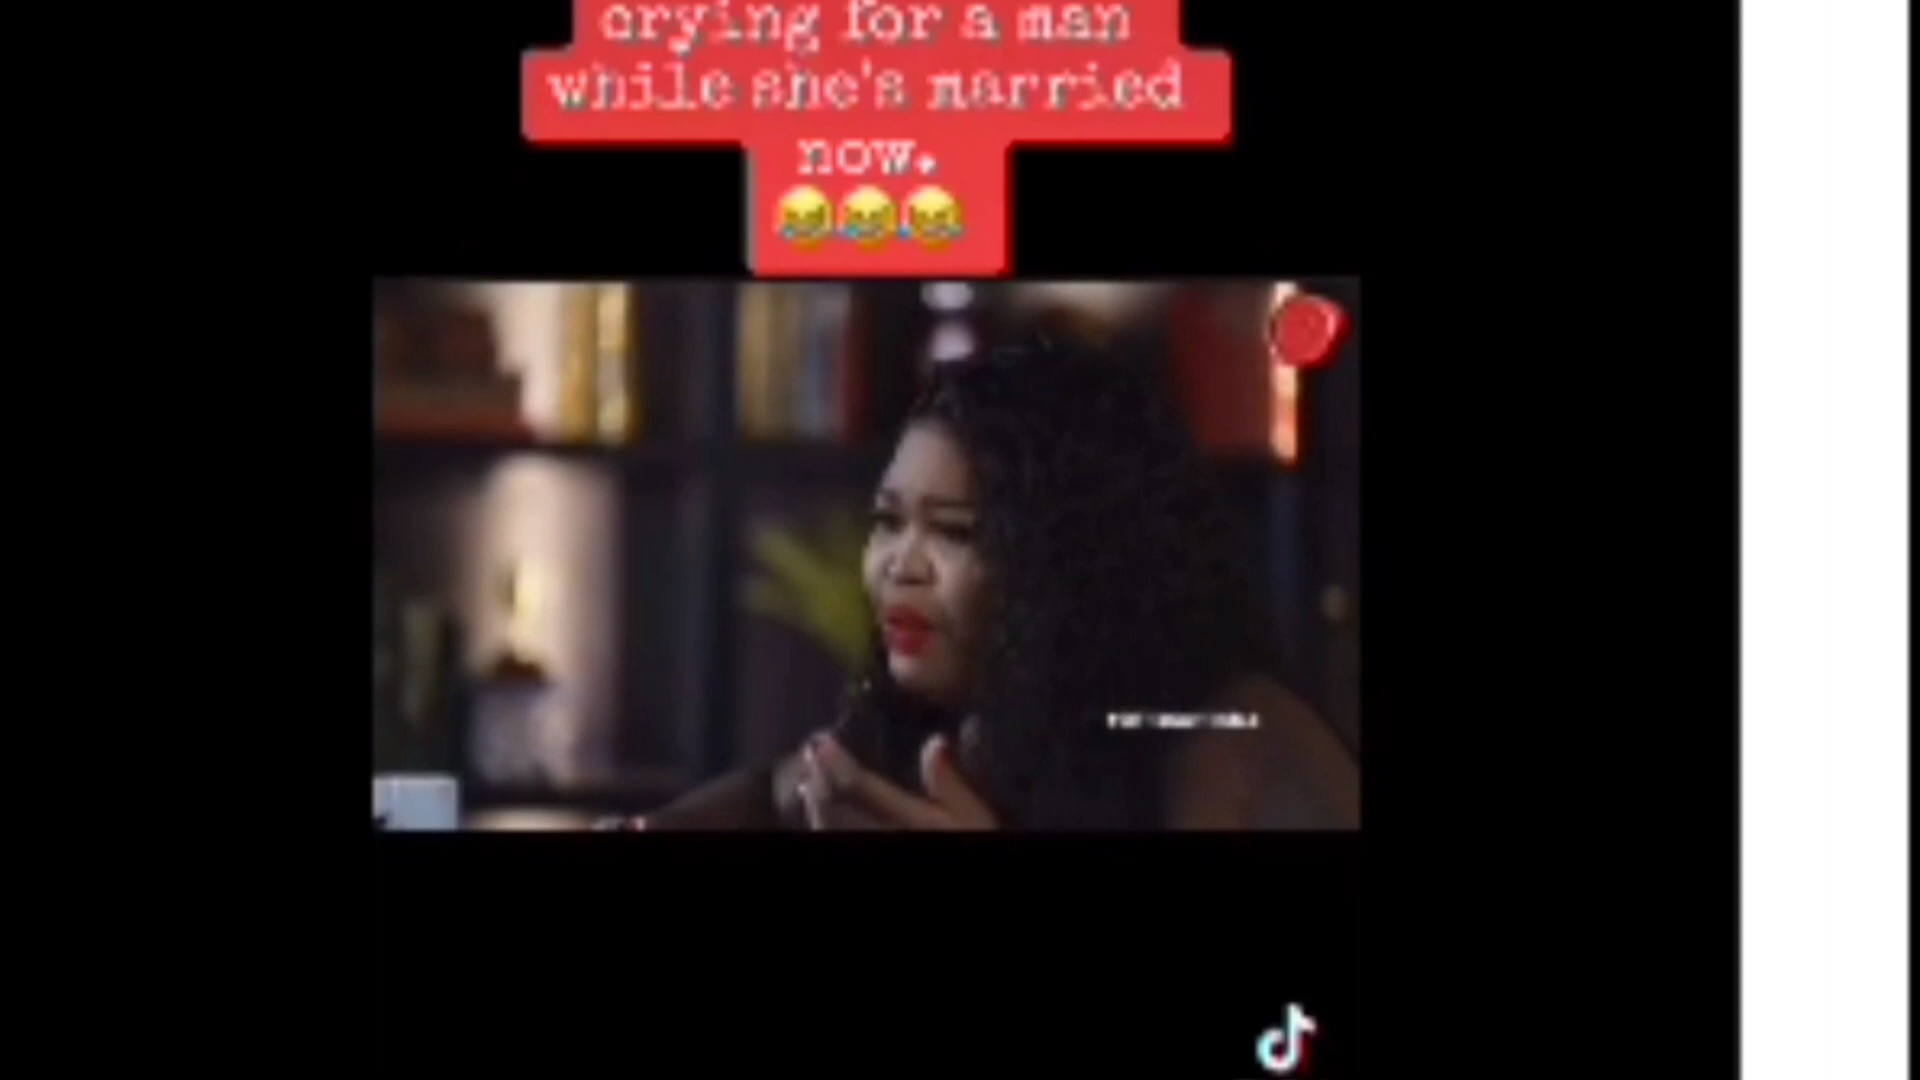 crying for a man
while she's married
now.
😂😂😂